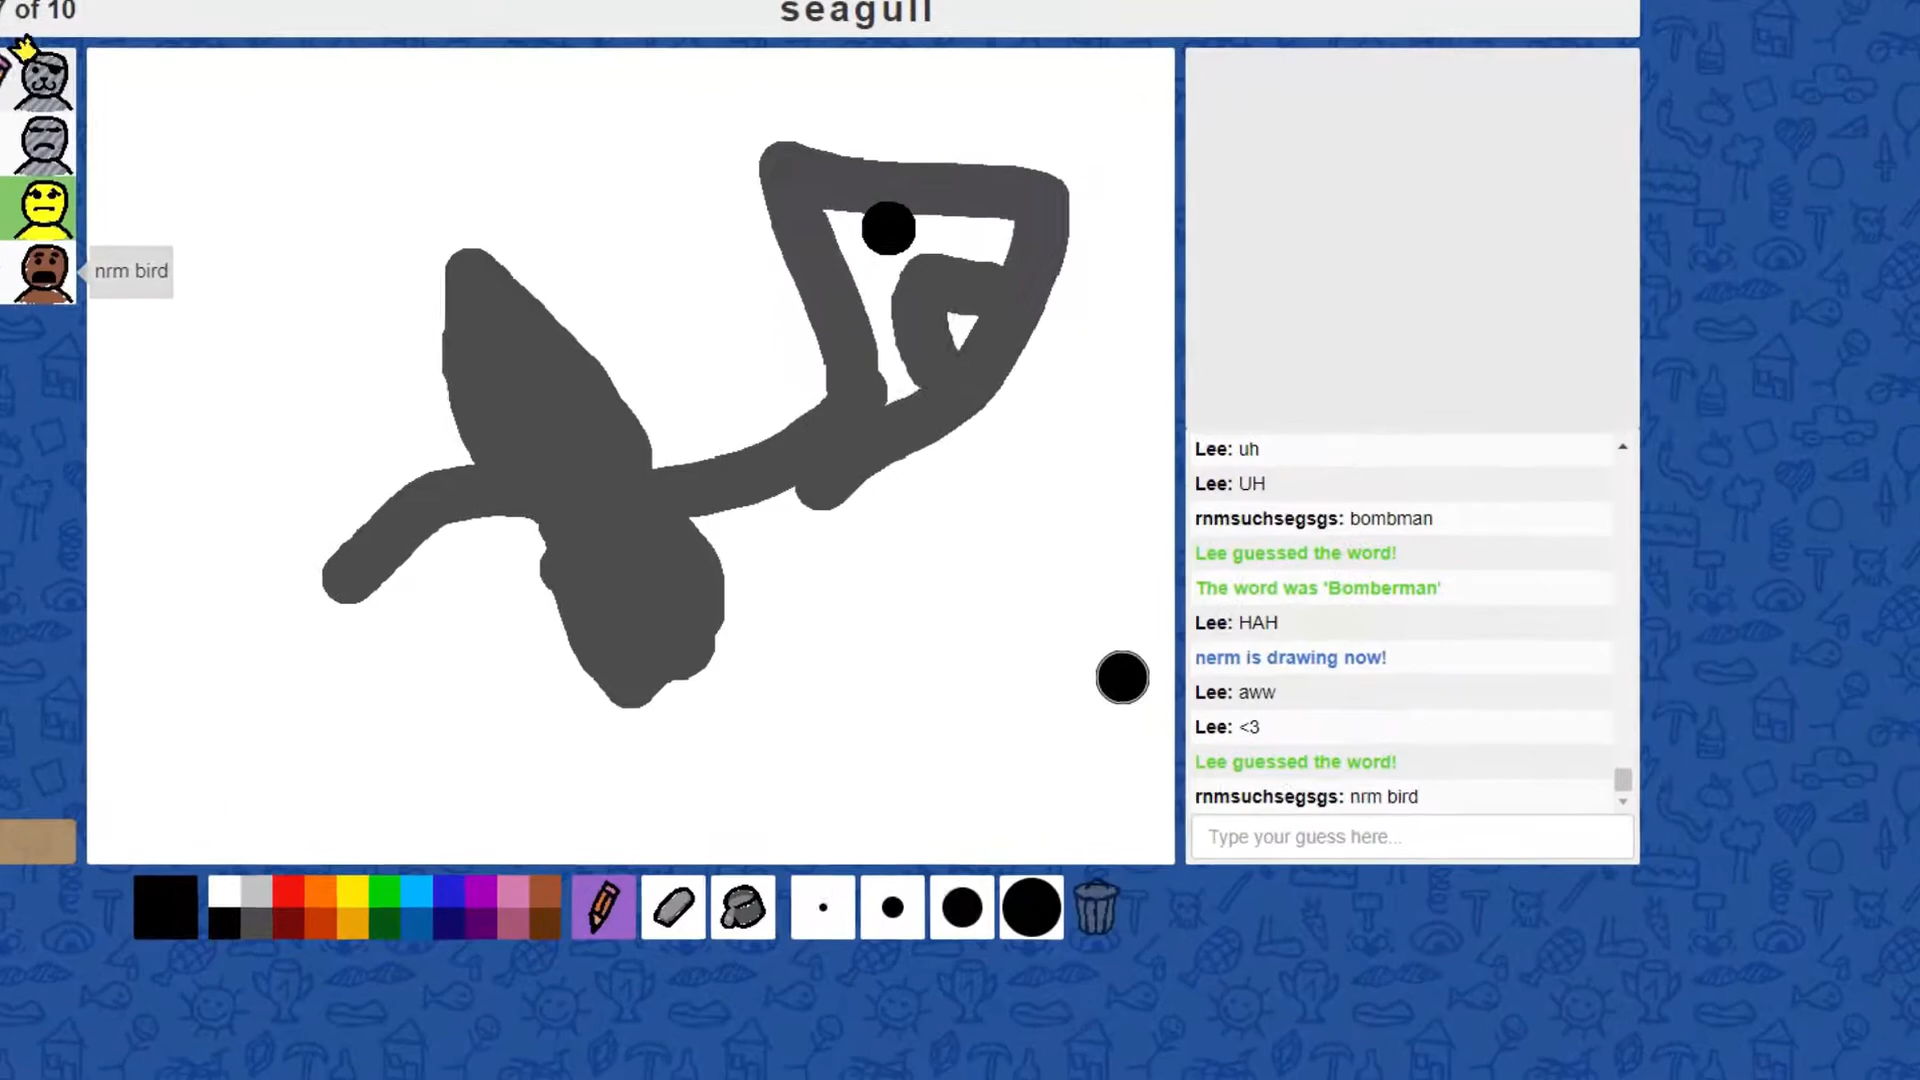 7 of 10
seagull
nrm bird
Lee: uh
Lee: UH
rnmsuchsegsgs: bombman
Lee guessed the word!
The word was 'Bomberman'
Lee: HAH
nerm is drawing now!
Lee: aww
Lee: <3
Lee guessed the word!
rnmsuchsegsgs: nrm bird
Type your guess here...